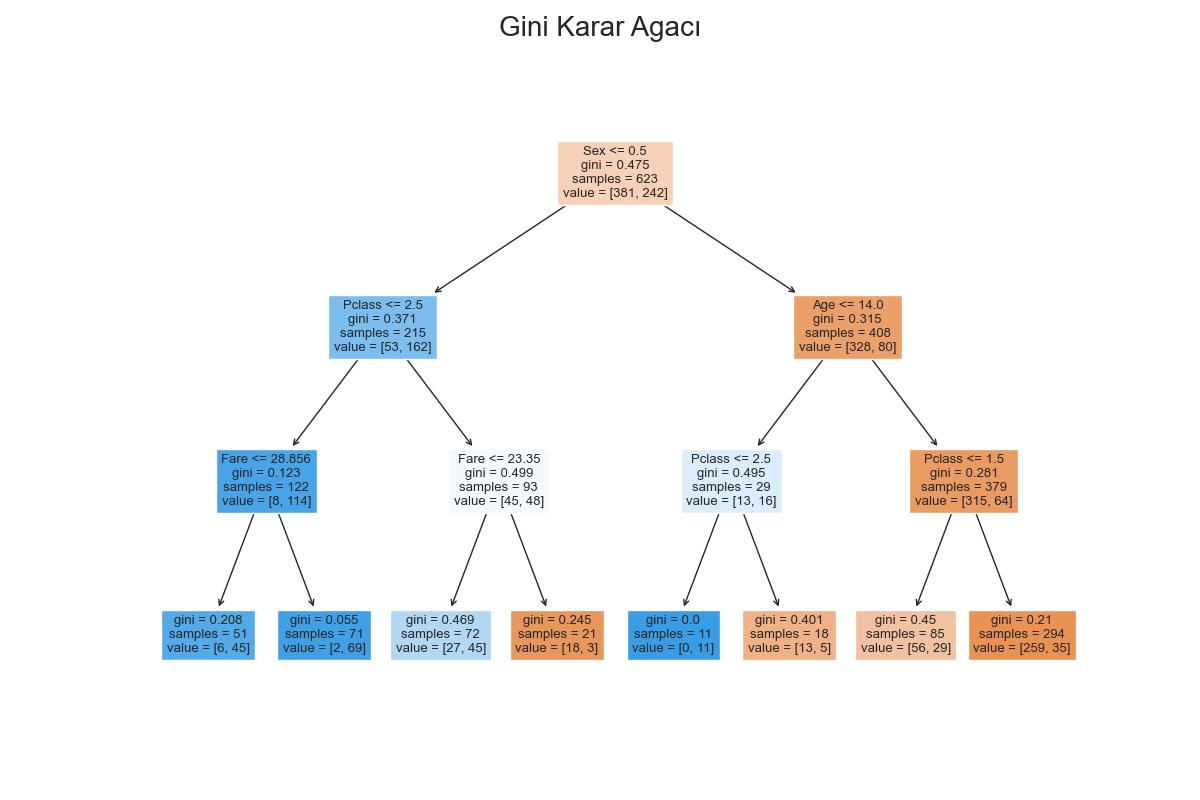 Gini Karar Agacı
Sex <= 0.5
gini = 0.475
samples = 623
value = [381, 242]
Pclass <= 2.5
gini = 0.371
samples = 215
value = [53, 162]
Age <= 14.0
gini = 0.315
samples = 408
value = [328, 80]
Fare <= 28.856
gini = 0.123
samples = 122
value = [8, 114]
Fare <= 23.35
gini = 0.499
samples = 93
value = [45, 48]
Pclass <= 2.5
gini = 0.495
samples = 29
value = [13, 16]
Pclass <= 1.5
gini = 0.281
samples = 379
value = [315, 64]
gini = 0.208
samples = 51
value = [6, 45]
gini = 0.055
samples = 71
value = [2, 69]
gini = 0.469
samples = 72
value = [27, 45]
gini = 0.245
samples = 21
value = [18, 3]
gini = 0.0
samples = 11
value = [0, 11]
gini = 0.401
samples = 18
value = [13, 5]
gini = 0.45
samples = 85
value = [56, 29]
gini = 0.21
samples = 294
value = [259, 35]